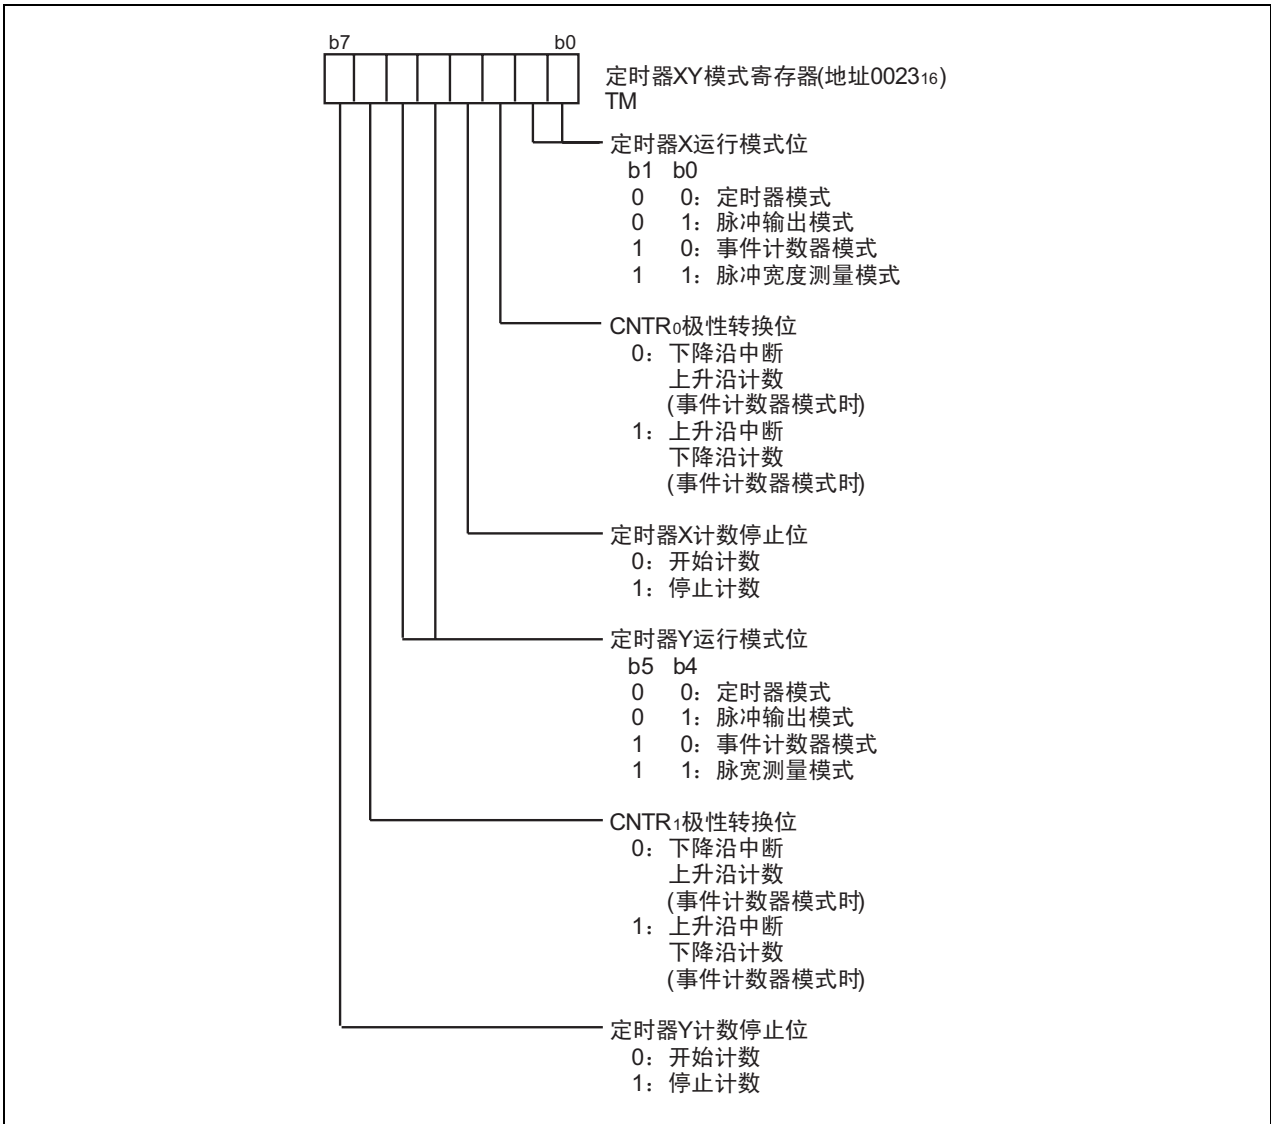 b7 b0
定时器XY模式寄存器(地址0023₁₆)
TM
定时器X运行模式位
b1 b0
0 0：定时器模式
0 1：脉冲输出模式
1 0：事件计数器模式
1 1：脉冲宽度测量模式
CNTR₀极性转换位
0：下降沿中断
上升沿计数
(事件计数器模式时)
1：上升沿中断
下降沿计数
(事件计数器模式时)
定时器X计数停止位
0：开始计数
1：停止计数
定时器Y运行模式位
b5 b4
0 0：定时器模式
0 1：脉冲输出模式
1 0：事件计数器模式
1 1：脉宽测量模式
CNTR₁极性转换位
0：下降沿中断
上升沿计数
(事件计数器模式时)
1：上升沿中断
下降沿计数
(事件计数器模式时)
定时器Y计数停止位
0：开始计数
1：停止计数